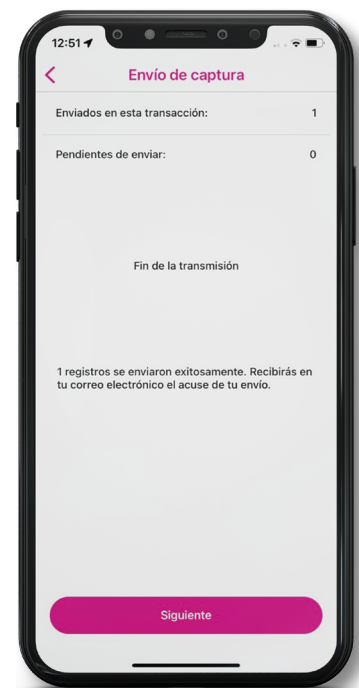 12:51
Envío de captura
Enviados en esta transacción: 1
Pendientes de enviar: 0
Fin de la transmisión
1 registros se enviaron exitosamente. Recibirás en
tu correo electrónico el acuse de tu envío.
Siguiente